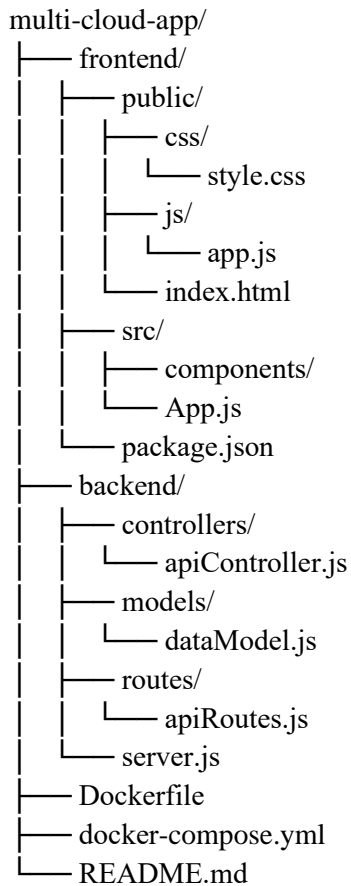 multi-cloud-app/
├── frontend/
│   ├── public/
│   │   ├── css/
│   │   │   └── style.css
│   │   ├── js/
│   │   │   └── app.js
│   │   └── index.html
│   ├── src/
│   │   ├── components/
│   │   └── App.js
│   └── package.json
├── backend/
│   ├── controllers/
│   │   └── apiController.js
│   ├── models/
│   │   └── dataModel.js
│   ├── routes/
│   │   └── apiRoutes.js
│   └── server.js
├── Dockerfile
├── docker-compose.yml
└── README.md